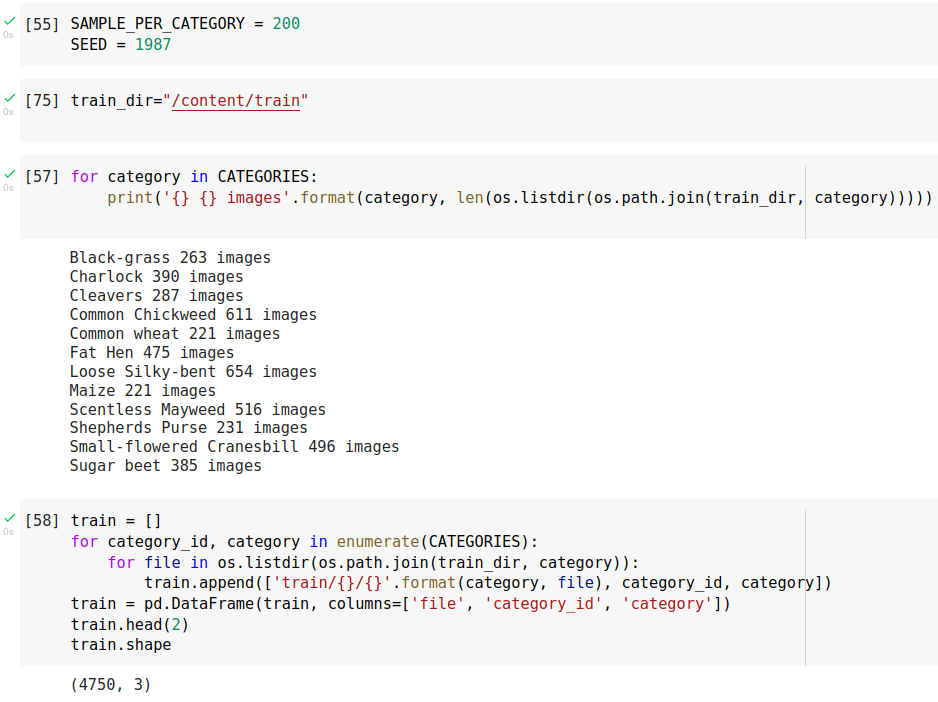 [55] SAMPLE_PER_CATEGORY = 200
0s
SEED = 1987
[75] train_dir="/content/train"
0s
[57] for category in CATEGORIES:
0s
print('{} {} images'.format(category, len(os.listdir(os.path.join(train_dir, category)))))
Black-grass 263 images
Charlock 390 images
Cleavers 287 images
Common Chickweed 611 images
Common wheat 221 images
Fat Hen 475 images
Loose Silky-bent 654 images
Maize 221 images
Scentless Mayweed 516 images
Shepherds Purse 231 images
Small-flowered Cranesbill 496 images
Sugar beet 385 images
[58] train = []
0s
for category_id, category in enumerate(CATEGORIES):
for file in os.listdir(os.path.join(train_dir, category)):
train.append(['train/{}/{}'.format(category, file), category_id, category])
train = pd.DataFrame(train, columns=['file', 'category_id', 'category'])
train.head(2)
train.shape
(4750, 3)